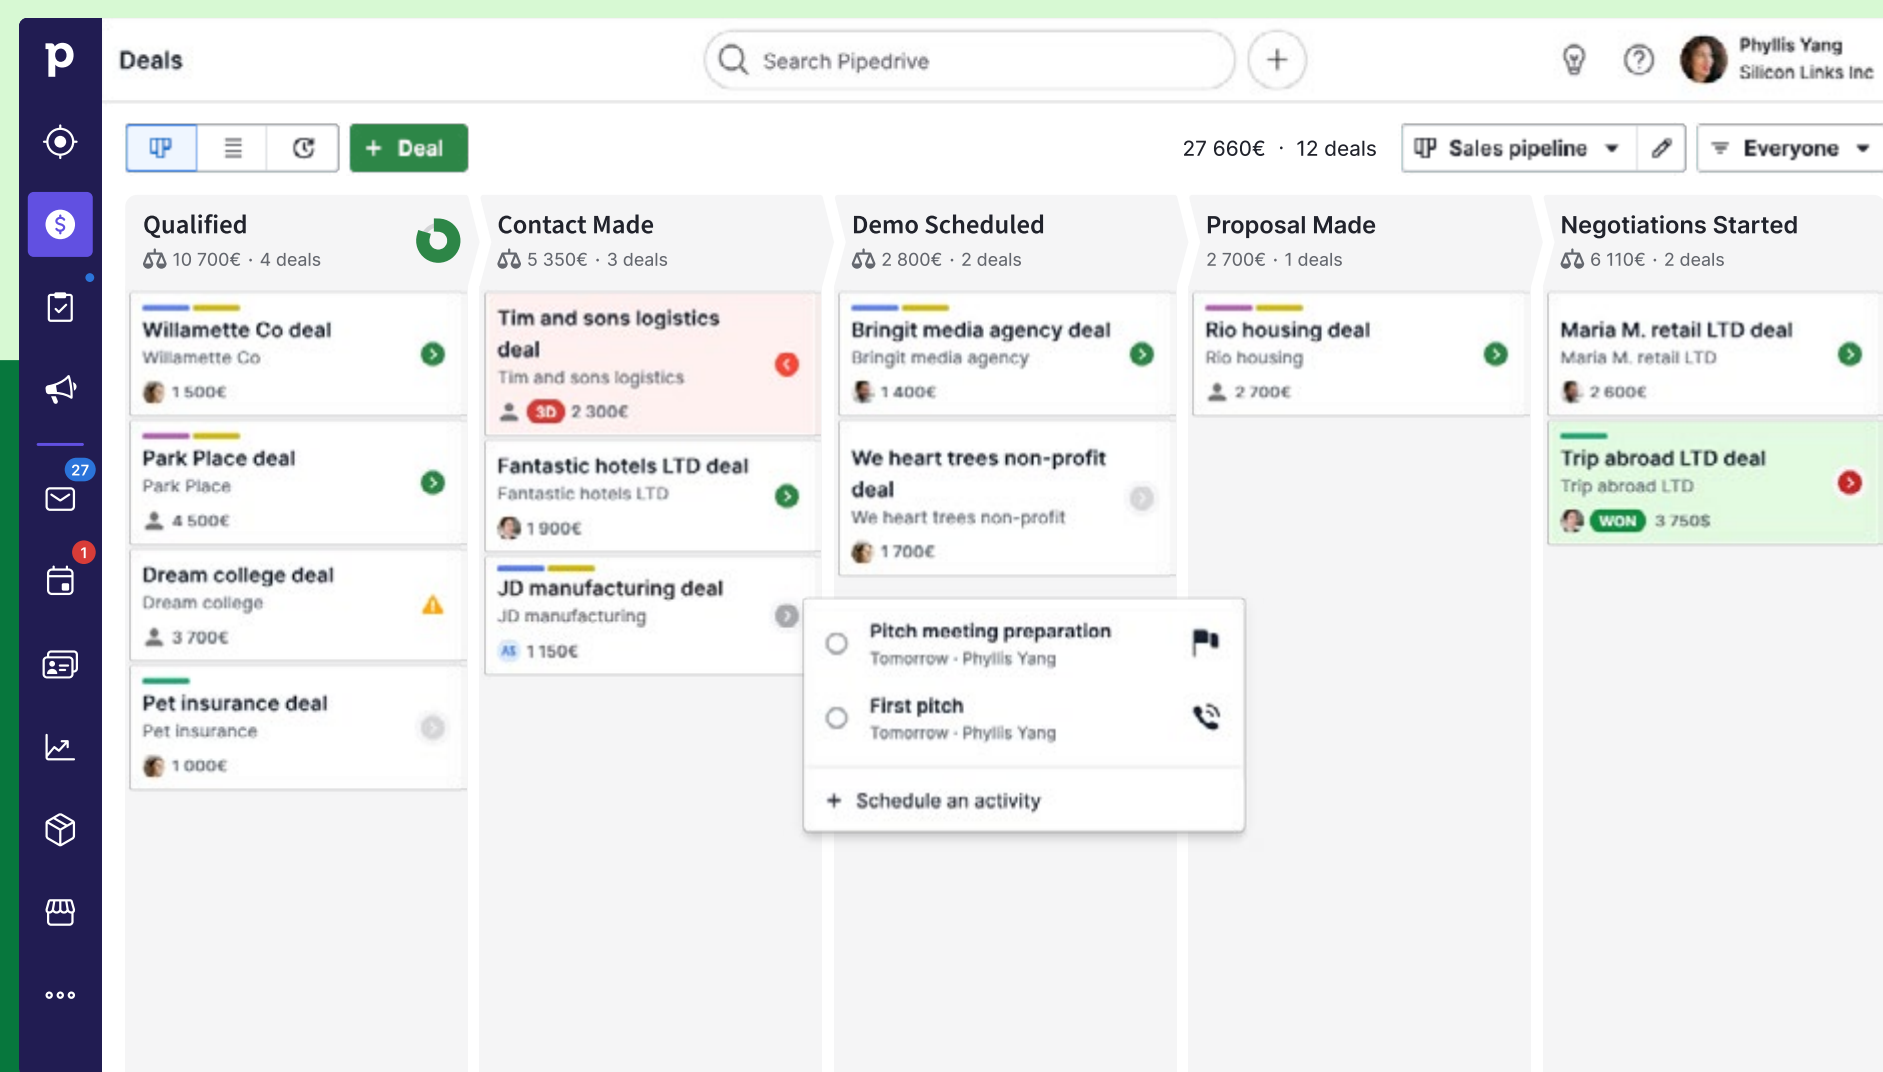 p
Deals
Search Pipedrive
Phyllis Yang
Silicon Links Inc
+ Deal
27 660€ · 12 deals
Sales pipeline
Everyone
27
1
Qualified
10 700€ · 4 deals
Willamette Co deal
Willamette Co
1 500€
Park Place deal
Park Place
4 500€
Dream college deal
Dream college
3 700€
Pet insurance deal
Pet insurance
1 000€
Contact Made
5 350€ · 3 deals
Tim and sons logistics
deal
Tim and sons logistics
3D 2 300€
Fantastic hotels LTD deal
Fantastic hotels LTD
1 900€
JD manufacturing deal
JD manufacturing
AS 1 150€
Demo Scheduled
2 800€ · 2 deals
Bringit media agency deal
Bringit media agency
1 400€
We heart trees non-profit
deal
We heart trees non-profit
1 700€
Pitch meeting preparation
Tomorrow · Phyllis Yang
First pitch
Tomorrow · Phyllis Yang
+ Schedule an activity
Proposal Made
2 700€ · 1 deals
Rio housing deal
Rio housing
2 700€
Negotiations Started
6 110€ · 2 deals
Maria M. retail LTD deal
Maria M. retail LTD
2 600€
Trip abroad LTD deal
Trip abroad LTD
WON 3 750$